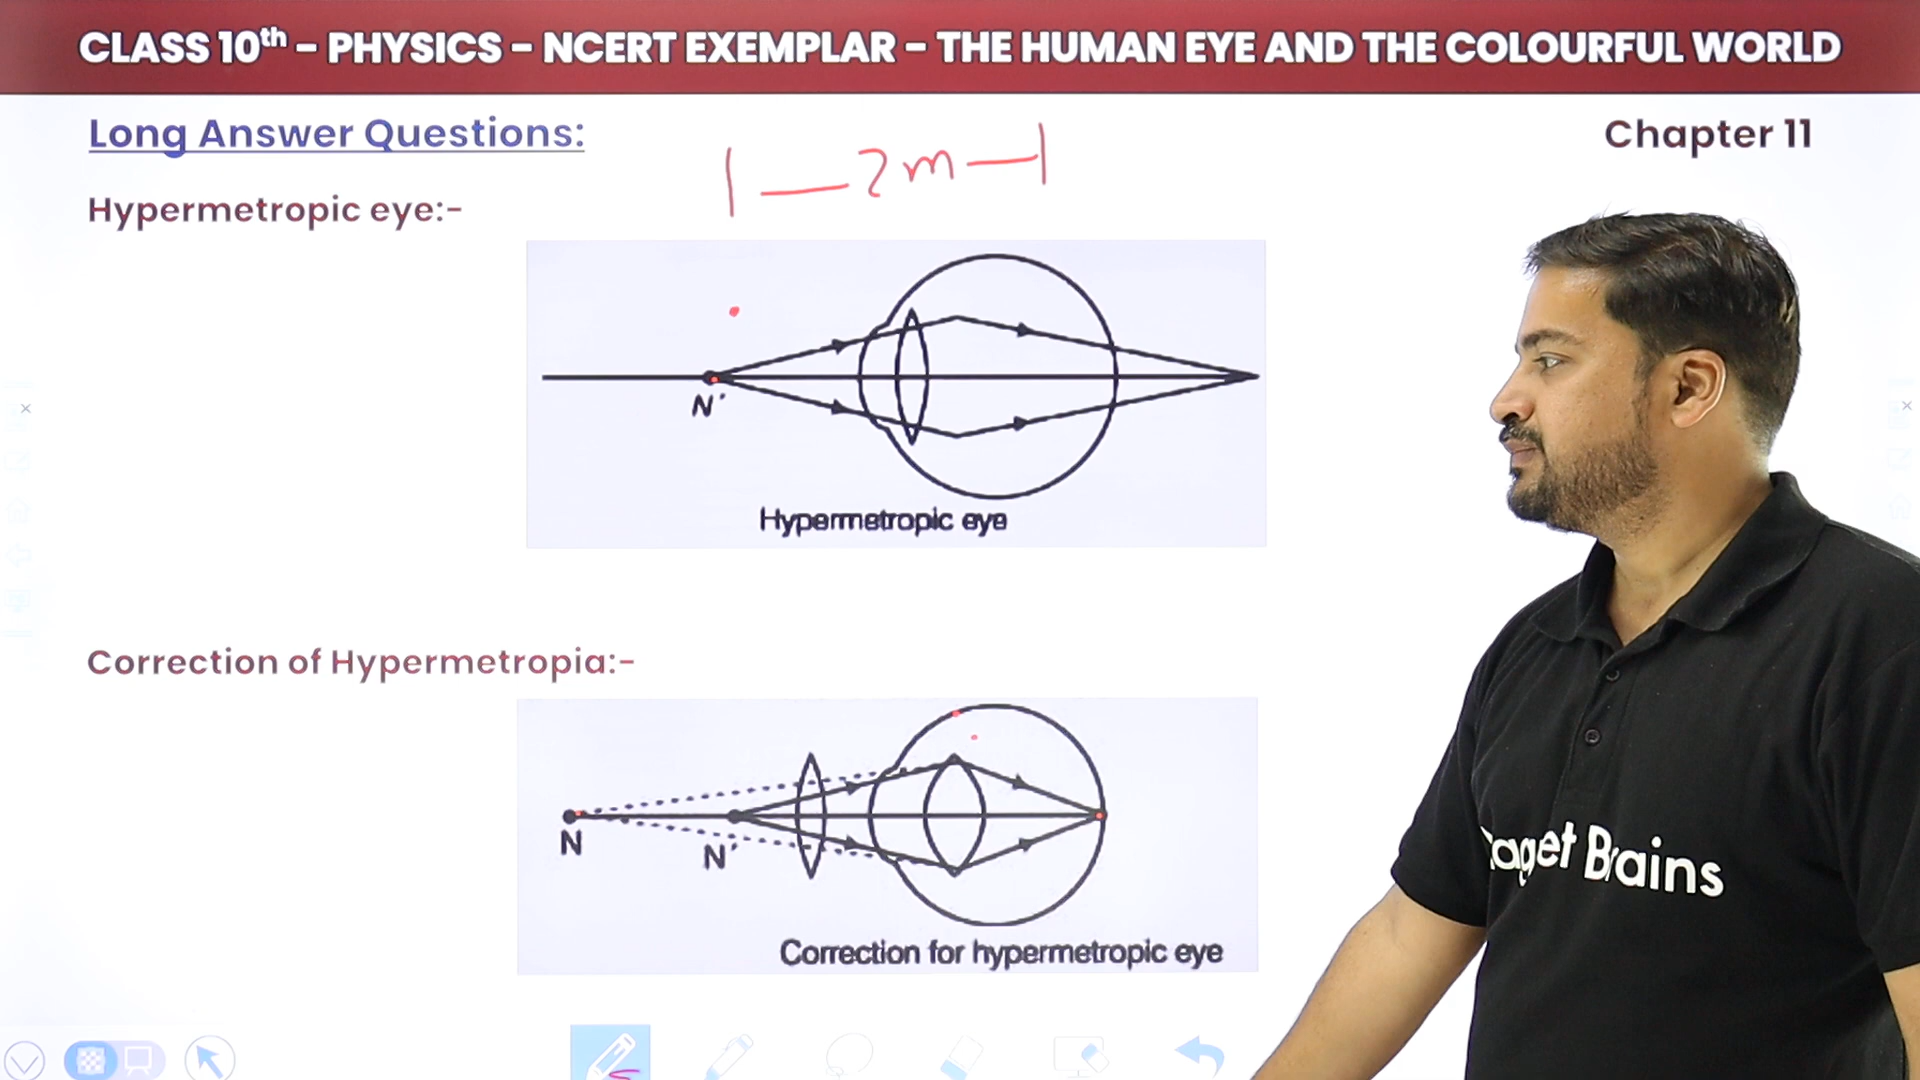 CLASS 10th – PHYSICS – NCERT EXEMPLAR – THE HUMAN EYE AND THE COLOURFUL WORLD
Long Answer Questions:
Chapter 11
2m
Hypermetropic eye:-
N'
Hypermetropic eye
Correction of Hypermetropia:-
N
N'
Correction for hypermetropic eye
Brains